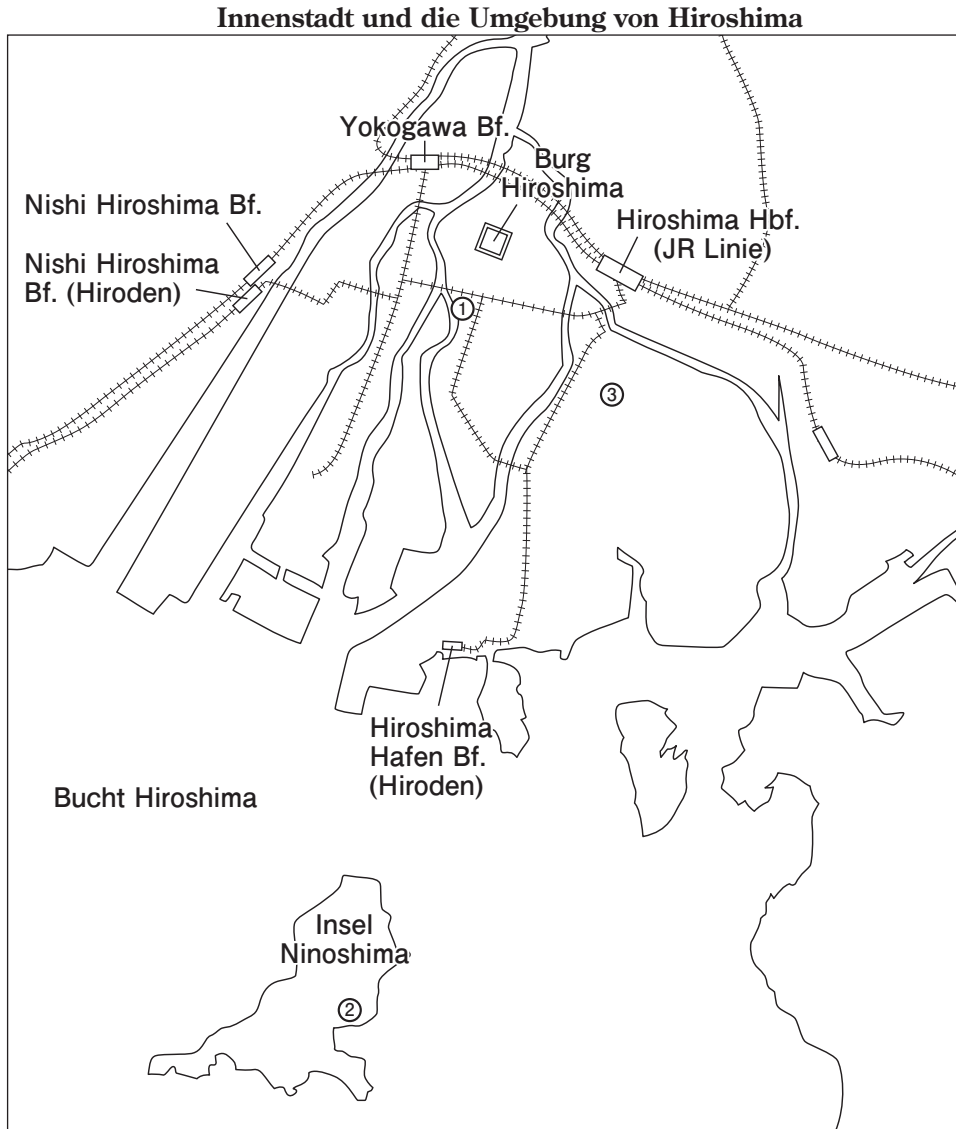 Innenstadt und die Umgebung von Hiroshima
Yokogawa Bf.
Burg
Hiroshima
Nishi Hiroshima Bf.
Hiroshima Hbf.
(JR Linie)
Nishi Hiroshima
Bf. (Hiroden)
①
③
Hiroshima
Hafen Bf.
(Hiroden)
Bucht Hiroshima
Insel
Ninoshima
②